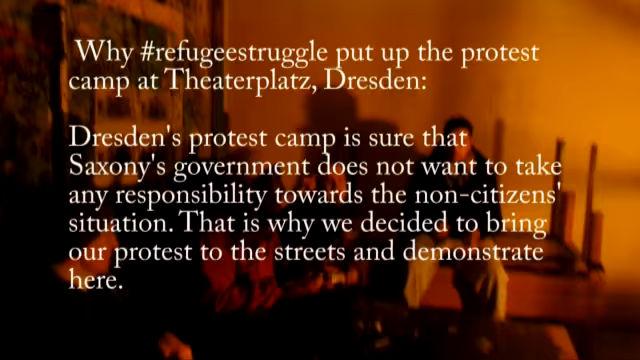 Why #refugeestruggle put up the protest
camp at Theaterplatz, Dresden:
Dresden's protest camp is sure that
Saxony's government does not want to take
any responsibility towards the non-citizens'
situation. That is why we decided to bring
our protest to the streets and demonstrate
here.